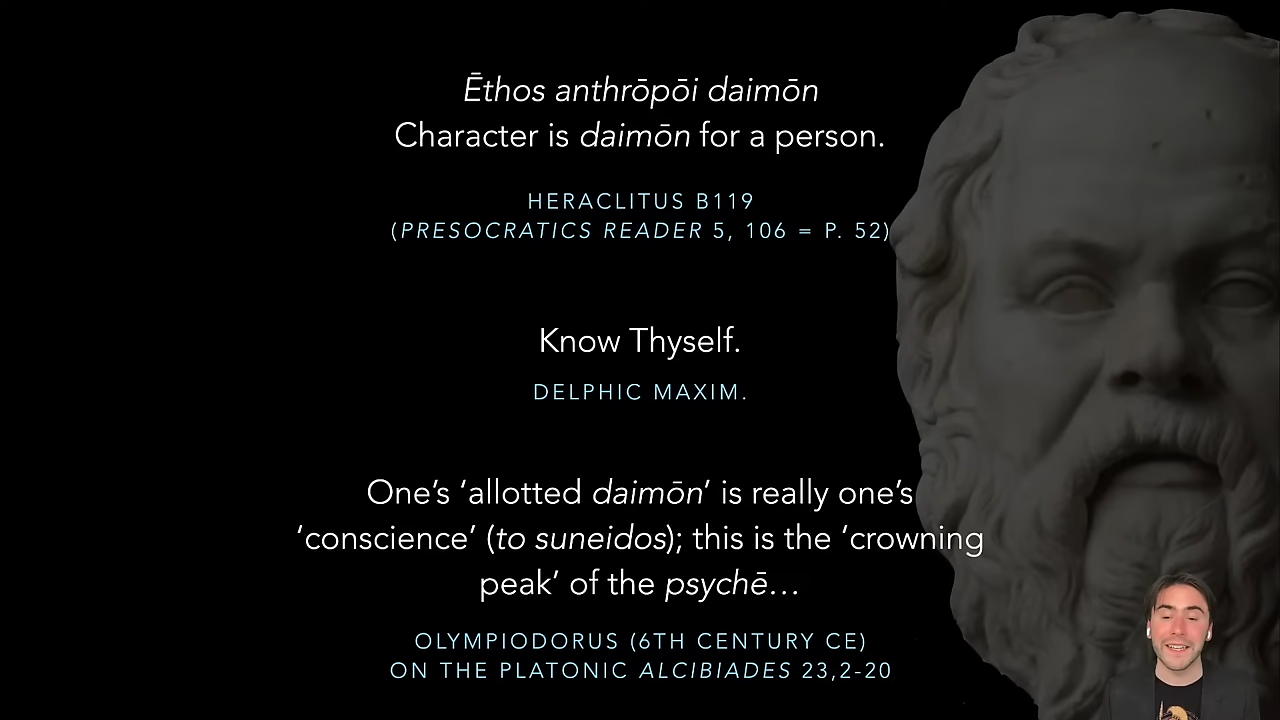 Ēthos anthrōpōi daimōn
Character is daimōn for a person.
HERACLITUS B119
(PRESOCRATICS READER 5, 106 = P. 52)
Know Thyself.
DELPHIC MAXIM.
One’s ‘allotted daimōn’ is really one’s
‘conscience’ (to suneidos); this is the ‘crowning
peak’ of the psychē…
OLYMPIODORUS (6TH CENTURY CE)
ON THE PLATONIC ALCIBIADES 23,2-20